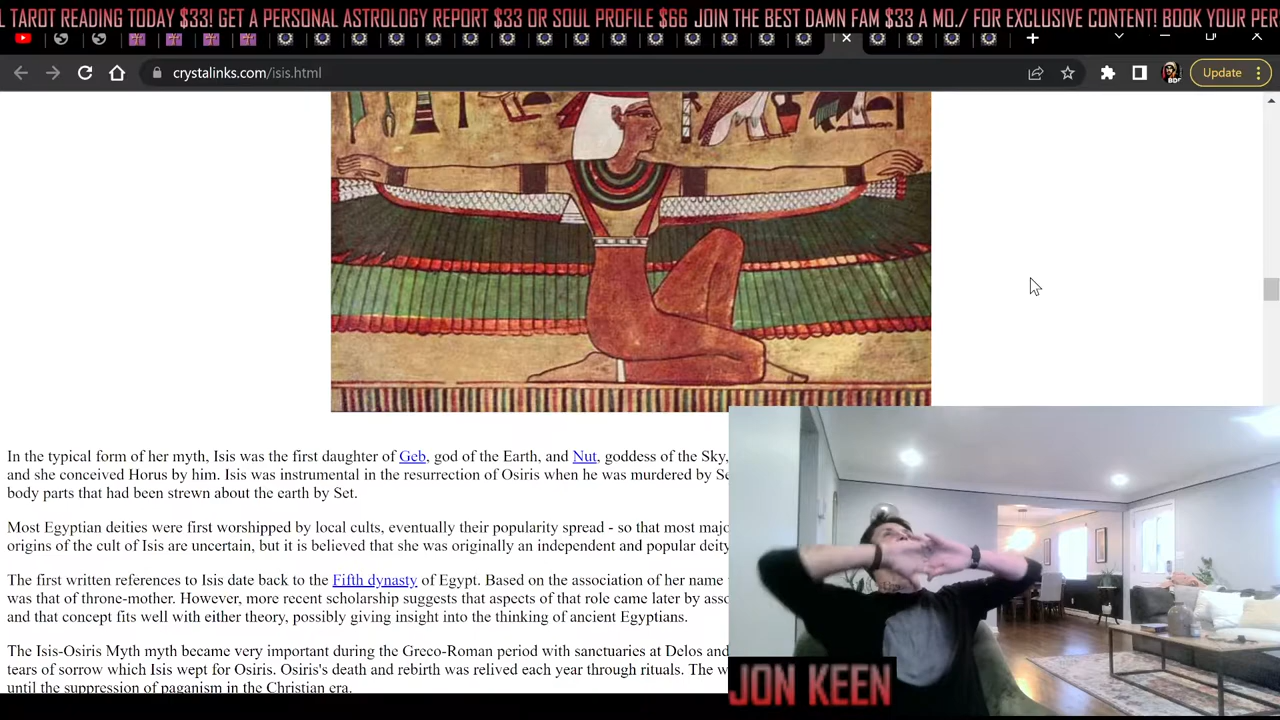 L TAROT READING TODAY $33! GET A PERSONAL ASTROLOGY REPORT $33 OR SOUL PROFILE $66 JOIN THE BEST DAMN FAM $33 A MO./ FOR EXCLUSIVE CONTENT! BOOK YOUR PER
crystalinks.com/isis.html
Update
In the typical form of her myth, Isis was the first daughter of Geb, god of the Earth, and Nut, goddess of the Sky,
and she conceived Horus by him. Isis was instrumental in the resurrection of Osiris when he was murdered by Se
body parts that had been strewn about the earth by Set.
Most Egyptian deities were first worshipped by local cults, eventually their popularity spread - so that most majo
origins of the cult of Isis are uncertain, but it is believed that she was originally an independent and popular deity
The first written references to Isis date back to the Fifth dynasty of Egypt. Based on the association of her name
was that of throne-mother. However, more recent scholarship suggests that aspects of that role came later by asso
and that concept fits well with either theory, possibly giving insight into the thinking of ancient Egyptians.
The Isis-Osiris Myth myth became very important during the Greco-Roman period with sanctuaries at Delos and
tears of sorrow which Isis wept for Osiris. Osiris's death and rebirth was relived each year through rituals. The w
until the suppression of paganism in the Christian era.
JON KEEN